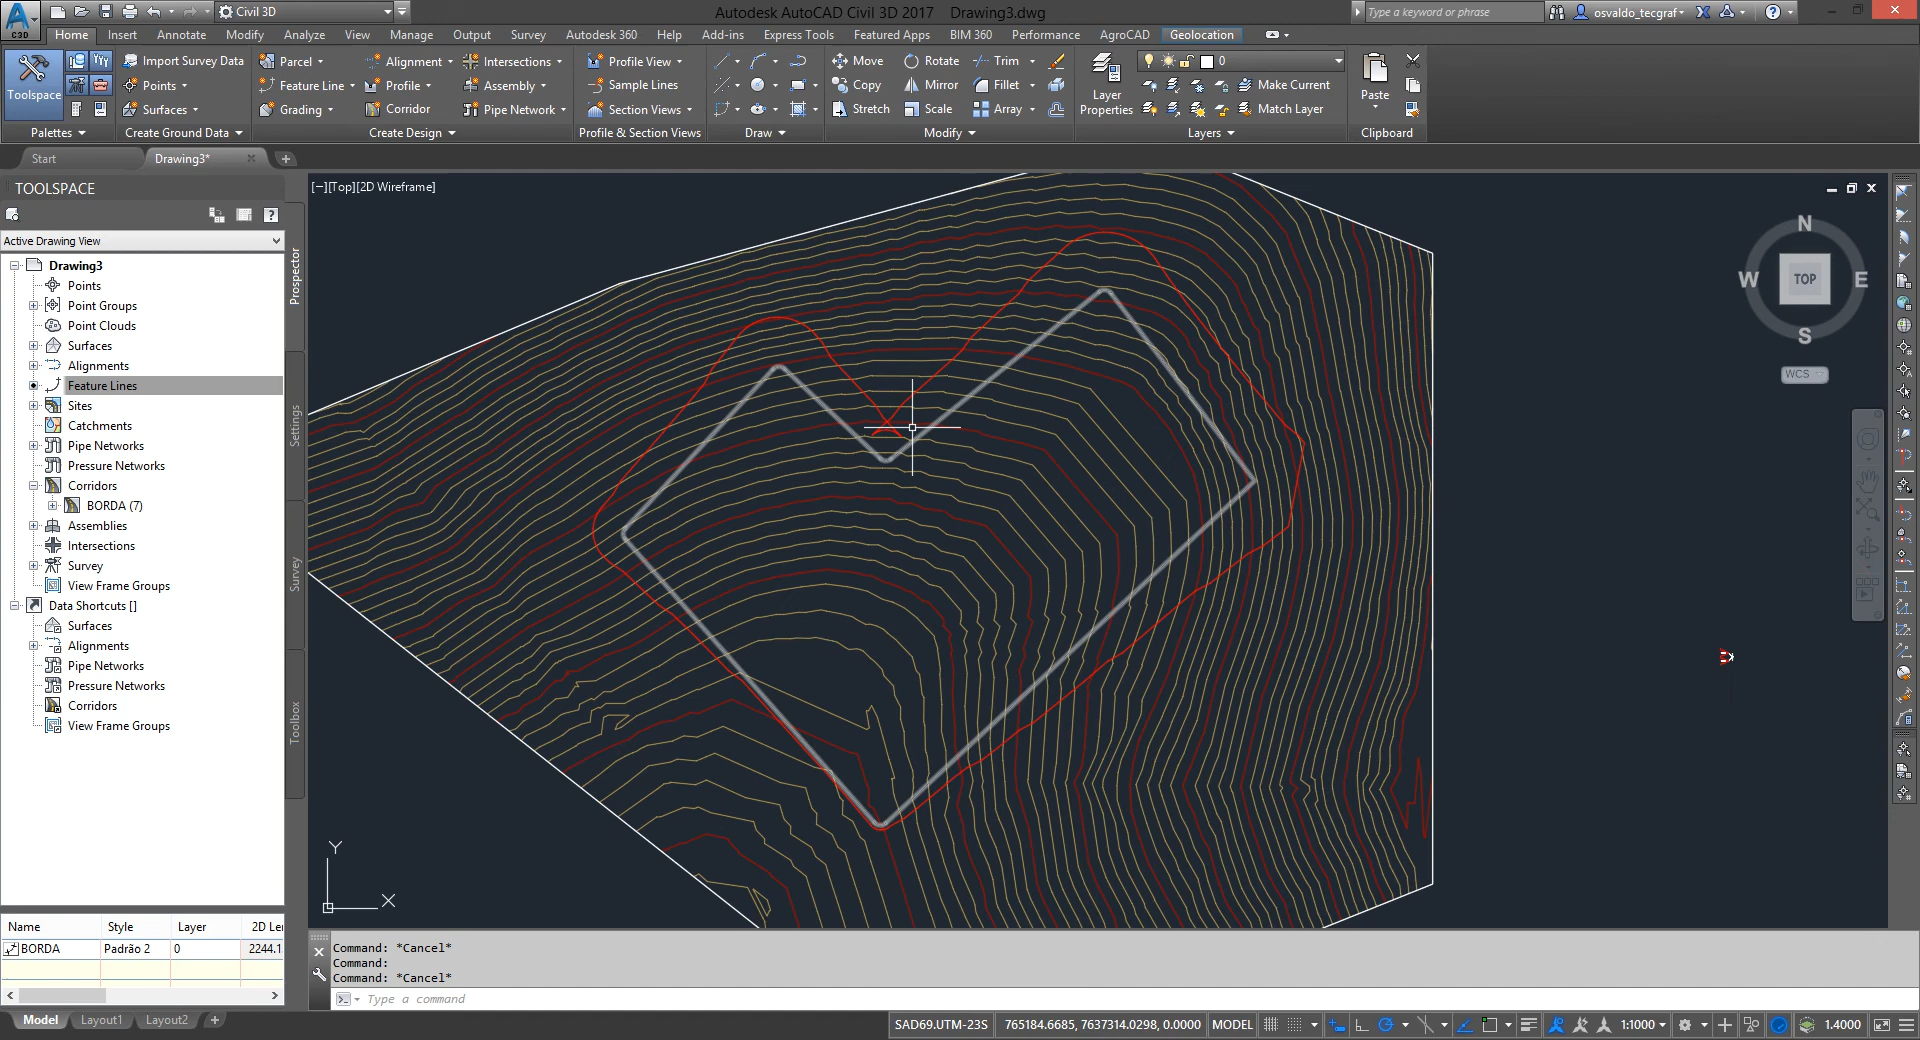 Civil 3D
Autodesk AutoCAD Civil 3D 2017 Drawing3.dwg
Type a keyword or phrase
osvaldo_tecgraf
C3D
Home Insert Annotate Modify Analyze View Manage Output Survey Autodesk 360 Help Add-ins Express Tools Featured Apps BIM 360 Performance AgroCAD Geolocation
Toolspace
Import Survey Data
Points
Surfaces
Parcel
Feature Line
Grading
Alignment
Profile
Corridor
Intersections
Assembly
Pipe Network
Profile View
Sample Lines
Section Views
Move
Copy
Stretch
Rotate
Mirror
Scale
Trim
Fillet
Array
Layer
Properties
0
Make Current
Match Layer
Paste
Palettes
Create Ground Data
Create Design
Profile & Section Views
Draw
Modify
Layers
Clipboard
Start
Drawing3*
TOOLSPACE
Active Drawing View
Drawing3
Points
Point Groups
Point Clouds
Surfaces
Alignments
Feature Lines
Sites
Catchments
Pipe Networks
Pressure Networks
Corridors
BORDA (7)
Assemblies
Intersections
Survey
View Frame Groups
Data Shortcuts []
Surfaces
Alignments
Pipe Networks
Pressure Networks
Corridors
View Frame Groups
Prospector
Settings
Survey
Toolbox
Name Style Layer 2D Le
BORDA Padrão 2 0 2244.1
[−][Top][2D Wireframe]
N
W TOP E
S
WCS
Y
X
Command: *Cancel*
Command:
Command: *Cancel*
Type a command
Model Layout1 Layout2
SAD69.UTM-23S 765184.6685, 7637314.0298, 0.0000 MODEL 1:1000 1.4000